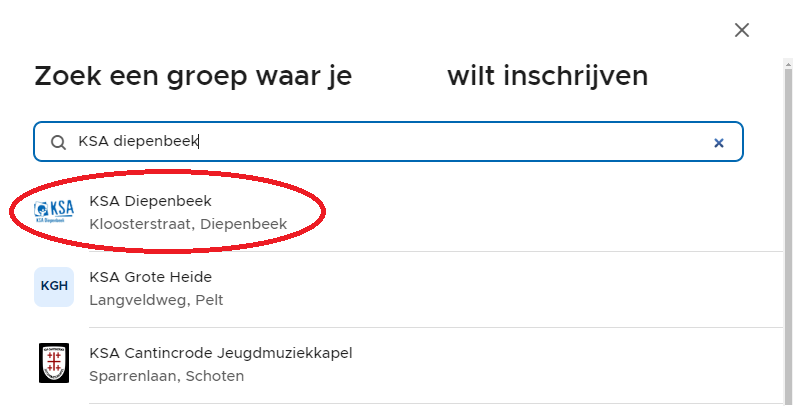 Zoek een groep waar je wilt inschrijven
KSA diepenbeek
KSA
KSA Diepenbeek
KSA Diepenbeek
Kloosterstraat, Diepenbeek
KGH
KSA Grote Heide
Langveldweg, Pelt
KSA Cantincrode Jeugdmuziekkapel
Sparrenlaan, Schoten